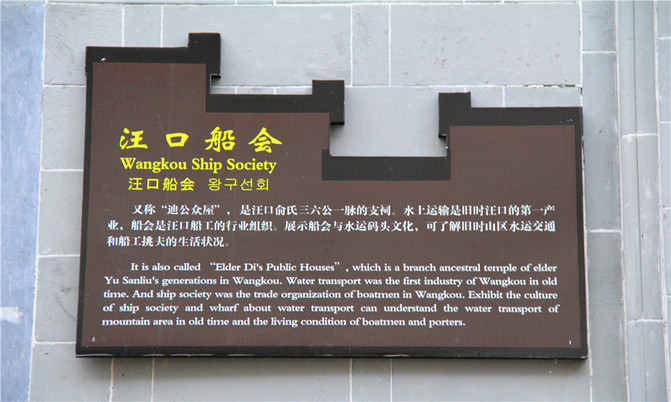 汪口船会
Wangkou Ship Society
汪口船会 왕구선회
又称“迪公众屋”，是汪口俞氏三六公一脉的支祠。水上运输是旧时汪口的第一产
业，船会是汪口船工的行业组织。展示船会与水运码头文化，可了解旧时山区水运交通
和船工挑夫的生活状况。
It is also called “Elder Di's Public Houses”, which is a branch ancestral temple of elder
Yu Sanliu's generations in Wangkou. Water transport was the first industry of Wangkou in old
time. And ship society was the trade organization of boatmen in Wangkou. Exhibit the culture
of ship society and wharf about water transport can understand the water transport of
mountain area in old time and the living condition of boatmen and porters.